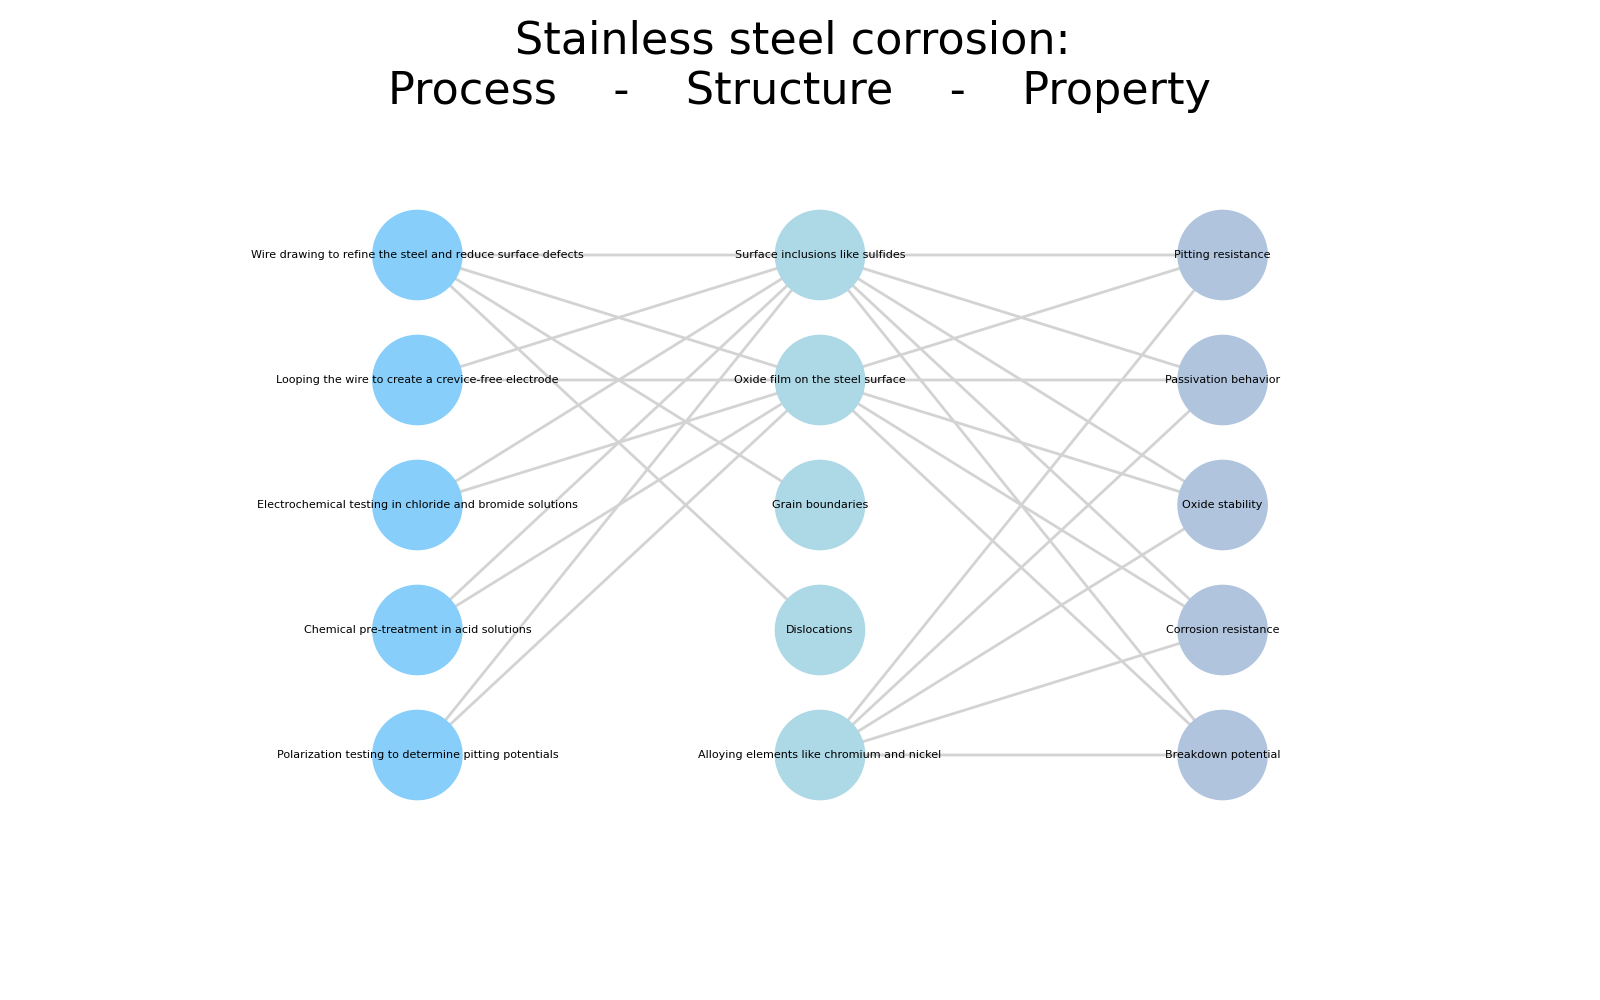 Stainless steel corrosion:
Process - Structure - Property
Wire drawing to refine the steel and reduce surface defects
Surface inclusions like sulfides
Pitting resistance
Looping the wire to create a crevice-free electrode
Oxide film on the steel surface
Passivation behavior
Electrochemical testing in chloride and bromide solutions
Grain boundaries
Oxide stability
Chemical pre-treatment in acid solutions
Dislocations
Corrosion resistance
Polarization testing to determine pitting potentials
Alloying elements like chromium and nickel
Breakdown potential